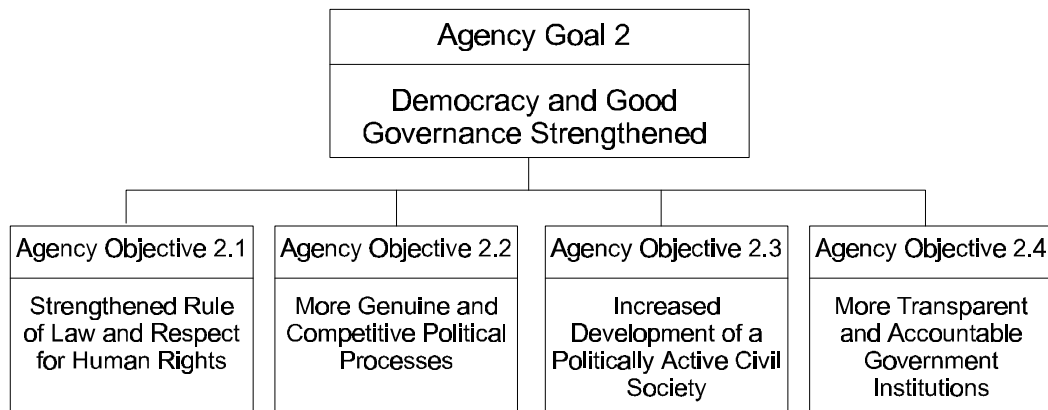 Agency Goal 2
Democracy and Good
Governance Strengthened
Agency Objective 2.1
Strengthened Rule
of Law and Respect
for Human Rights
Agency Objective 2.2
More Genuine and
Competitive Political
Processes
Agency Objective 2.3
Increased
Development of a
Politically Active Civil
Society
Agency Objective 2.4
More Transparent
and Accountable
Government
Institutions